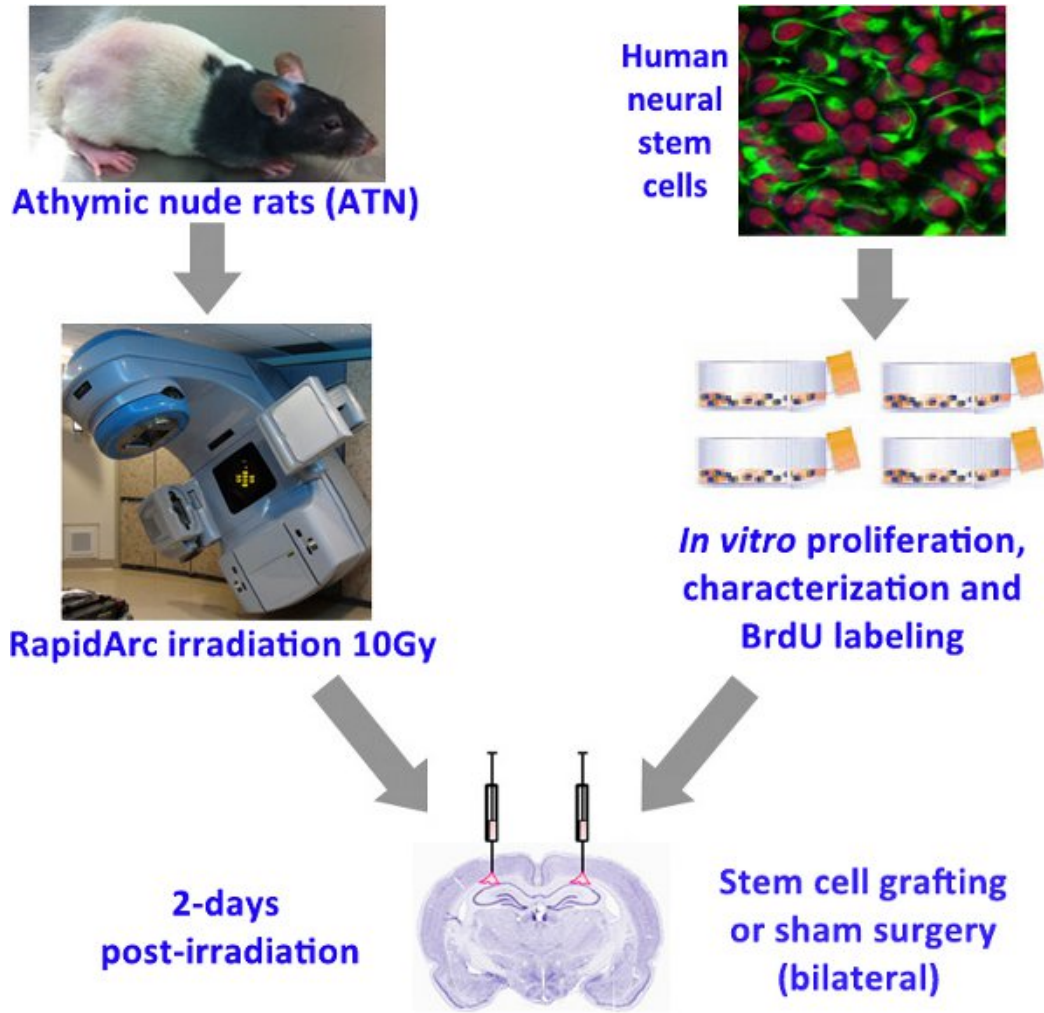 Athymic nude rats (ATN)
Human
neural
stem
cells
RapidArc irradiation 10Gy
In vitro proliferation,
characterization and
BrdU labeling
2-days
post-irradiation
Stem cell grafting
or sham surgery
(bilateral)